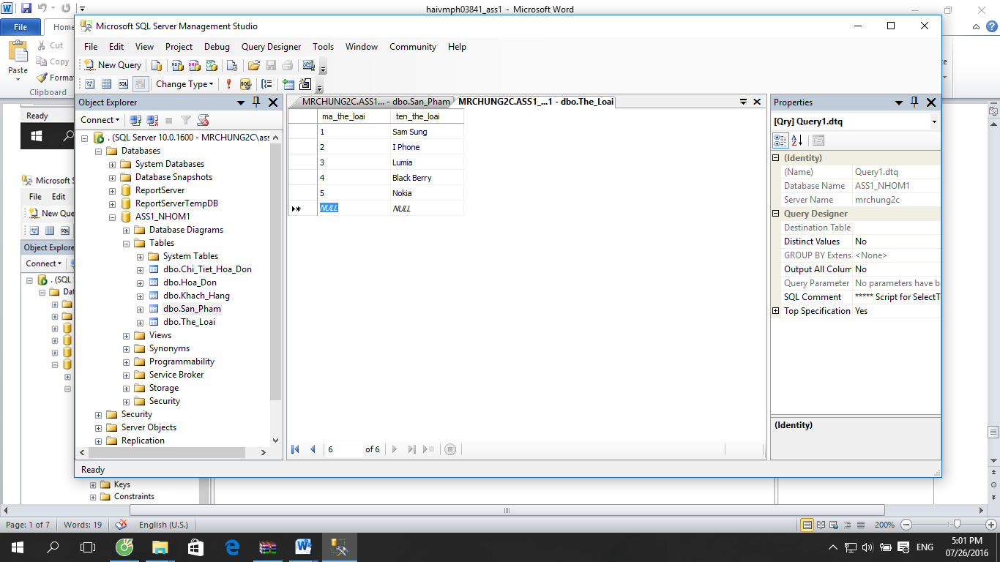 haivmph03841_ass1 - Microsoft Word
File Home
Cut
Copy
Paste Forma
Clipboard
Microsoft SQL Server Management Studio
File Edit View Project Debug Query Designer Tools Window Community Help
New Query
Change Type
Object Explorer
Connect
. (SQL Server 10.0.1600 - MRCHUNG2C\ass
Databases
System Databases
Database Snapshots
ReportServer
ReportServerTempDB
ASS1_NHOM1
Database Diagrams
Tables
System Tables
dbo.Chi_Tiet_Hoa_Don
dbo.Hoa_Don
dbo.Khach_Hang
dbo.San_Pham
dbo.The_Loai
Views
Synonyms
Programmability
Service Broker
Storage
Security
Security
Server Objects
Replication
MRCHUNG2C.ASS1... - dbo.San_Pham MRCHUNG2C.ASS1_...1 - dbo.The_Loai
ma_the_loai ten_the_loai
1 Sam Sung
2 I Phone
3 Lumia
4 Black Berry
5 Nokia
NULL NULL
6 of 6
Properties
[Qry] Query1.dtq
(Identity)
(Name) Query1.dtq
Database Name ASS1_NHOM1
Server Name mrchung2c
Query Designer
Destination Table
Distinct Values No
GROUP BY Extens <None>
Output All Colum No
Query Parameter No parameters have b
SQL Comment ***** Script for SelectT
Top Specification Yes
(Identity)
Ready
Ready
Microsoft S
File Edit
New Que
Object Explore
Connect
. (SQL S
Dat
Keys
Constraints
Page: 1 of 7 Words: 19 English (U.S.) 200%
ENG
5:01 PM
07/26/2016